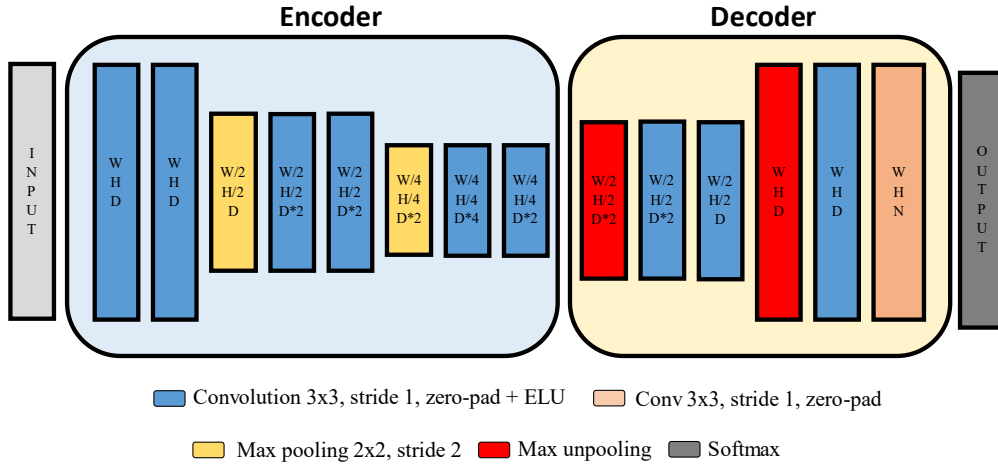 Encoder
Decoder
I
N
P
U
T
W
H
D
W
H
D
W/2
H/2
D
W/2
H/2
D*2
W/2
H/2
D*2
W/4
H/4
D*2
W/4
H/4
D*4
W/4
H/4
D*2
W/2
H/2
D*2
W/2
H/2
D*2
W/2
H/2
D
W
H
D
W
H
D
W
H
N
O
U
T
P
U
T
Convolution 3x3, stride 1, zero-pad + ELU
Conv 3x3, stride 1, zero-pad
Max pooling 2x2, stride 2
Max unpooling
Softmax